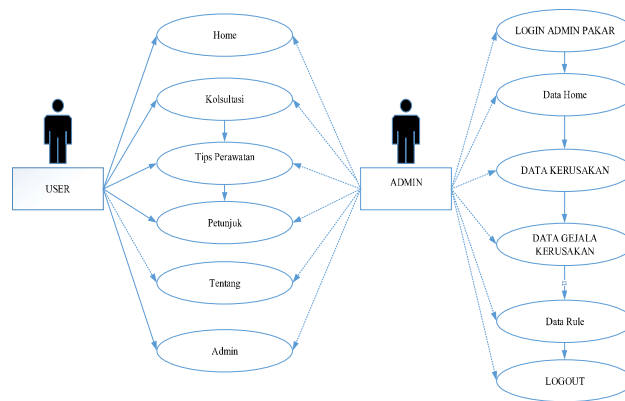 Home
Kolsultasi
Tips Perawatan
Petunjuk
Tentang
Admin
USER
ADMIN
LOGIN ADMIN PAKAR
Data Home
DATA KERUSAKAN
DATA GEJALA
KERUSAKAN
Data Rule
LOGOUT